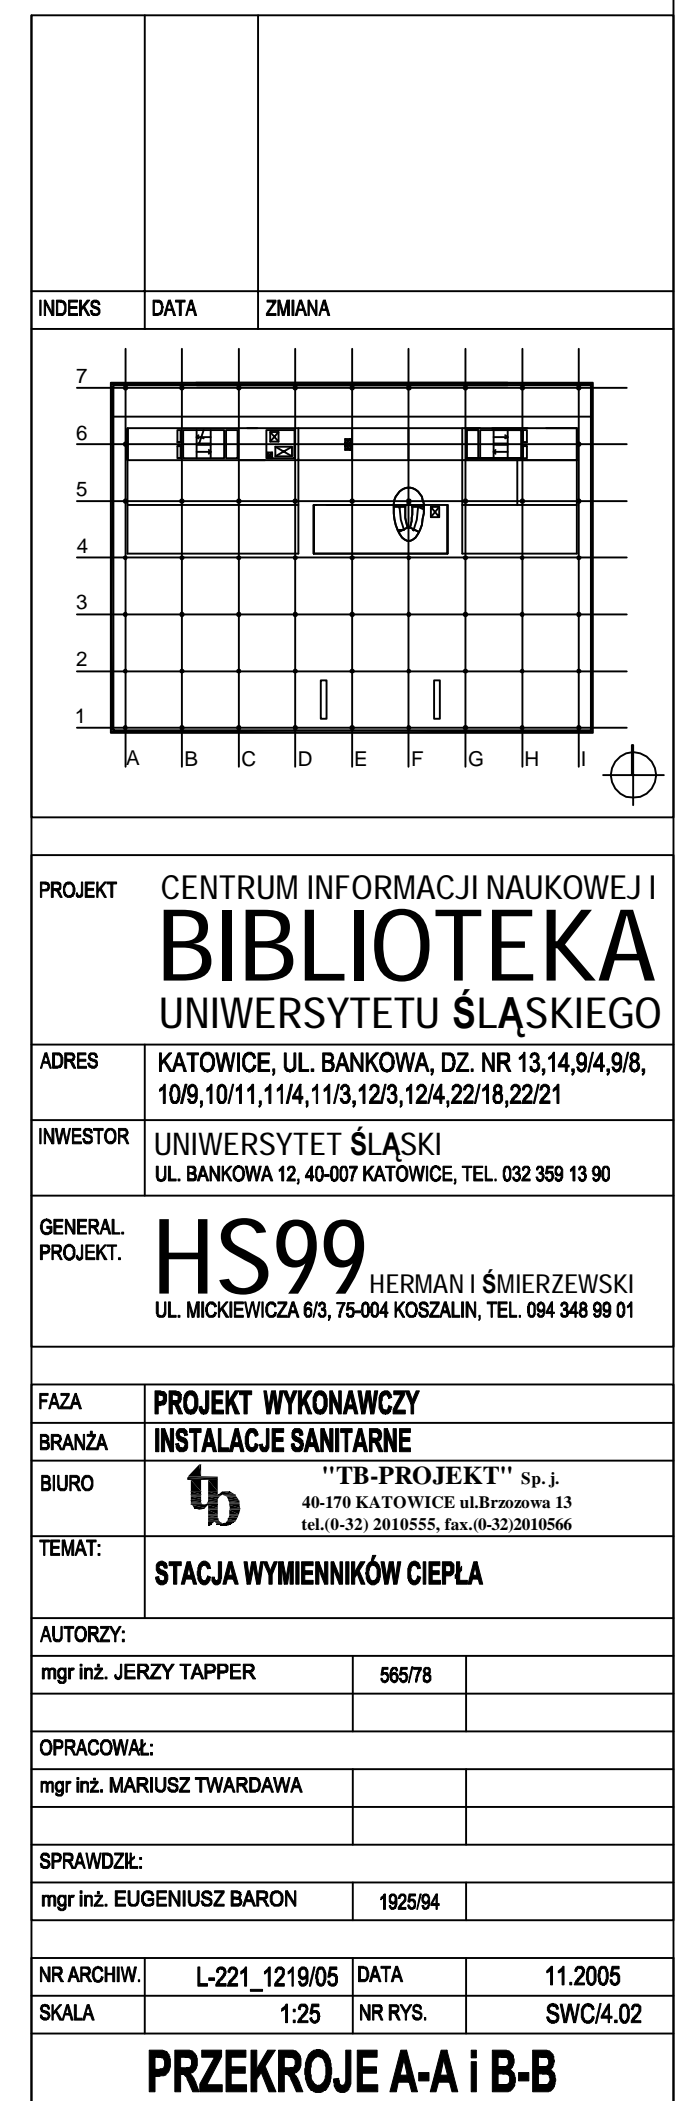 INDEKS DATA ZMIANA
7
6
5
4
3
2
1
A B C D E F G H I
PROJEKT CENTRUM INFORMACJI NAUKOWEJ I
BIBLIOTEKA
UNIWERSYTETU ŚLĄSKIEGO
ADRES KATOWICE, UL. BANKOWA, DZ. NR 13,14,9/4,9/8,
10/9,10/11,11/4,11/3,12/3,12/4,22/18,22/21
INWESTOR UNIWERSYTET ŚLĄSKI
UL. BANKOWA 12, 40-007 KATOWICE, TEL. 032 359 13 90
GENERAL.
PROJEKT. HS99 HERMAN I ŚMIERZEWSKI
UL. MICKIEWICZA 6/3, 75-004 KOSZALIN, TEL. 094 348 99 01
FAZA PROJEKT WYKONAWCZY
BRANŻA INSTALACJE SANITARNE
BIURO tb "TB-PROJEKT" Sp. j.
40-170 KATOWICE ul.Brzozowa 13
tel.(0-32) 2010555, fax.(0-32)2010566
TEMAT:
STACJA WYMIENNIKÓW CIEPŁA
AUTORZY:
mgr inż. JERZY TAPPER 565/78
OPRACOWAŁ:
mgr inż. MARIUSZ TWARDAWA
SPRAWDZIŁ:
mgr inż. EUGENIUSZ BARON 1925/94
NR ARCHIW. L-221_1219/05 DATA 11.2005
SKALA 1:25 NR RYS. SWC/4.02
PRZEKROJE A-A i B-B